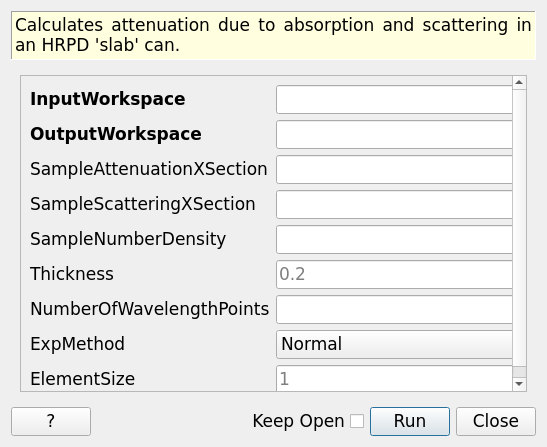 Calculates attenuation due to absorption and scattering in
an HRPD 'slab' can.
InputWorkspace
OutputWorkspace
SampleAttenuationXSection
SampleScatteringXSection
SampleNumberDensity
Thickness 0.2
NumberOfWavelengthPoints
ExpMethod Normal
ElementSize 1
? Keep Open Run Close